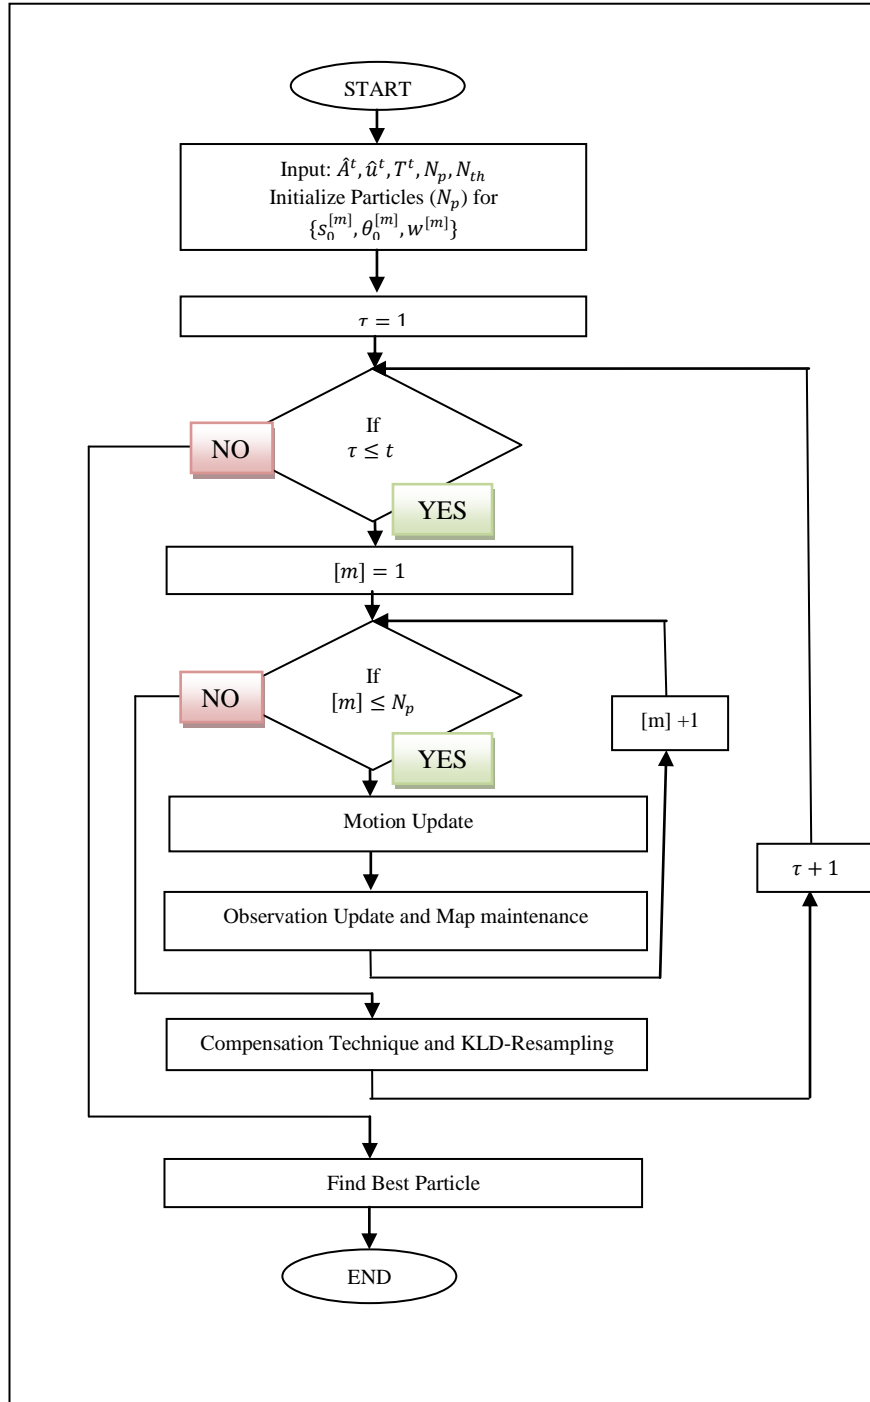 START
Input: Â^t, û^t, T^t, N_p, N_th
Initialize Particles (N_p) for
{s_0^[m], θ_0^[m], w^[m]}
τ = 1
If
τ ≤ t
NO
YES
[m] = 1
If
[m] ≤ N_p
NO
YES
[m] +1
Motion Update
τ + 1
Observation Update and Map maintenance
Compensation Technique and KLD-Resampling
Find Best Particle
END